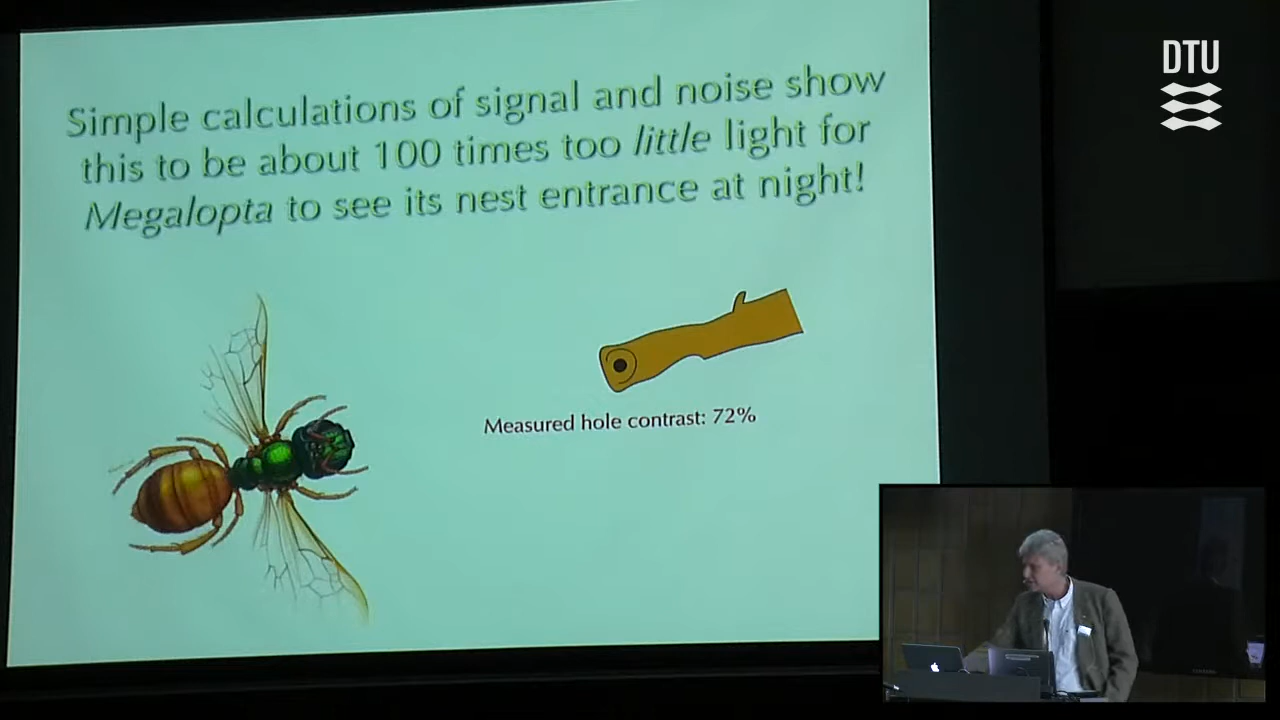 Simple calculations of signal and noise show
this to be about 100 times too little light for
Megalopta to see its nest entrance at night!
Measured hole contrast: 72%
DTU